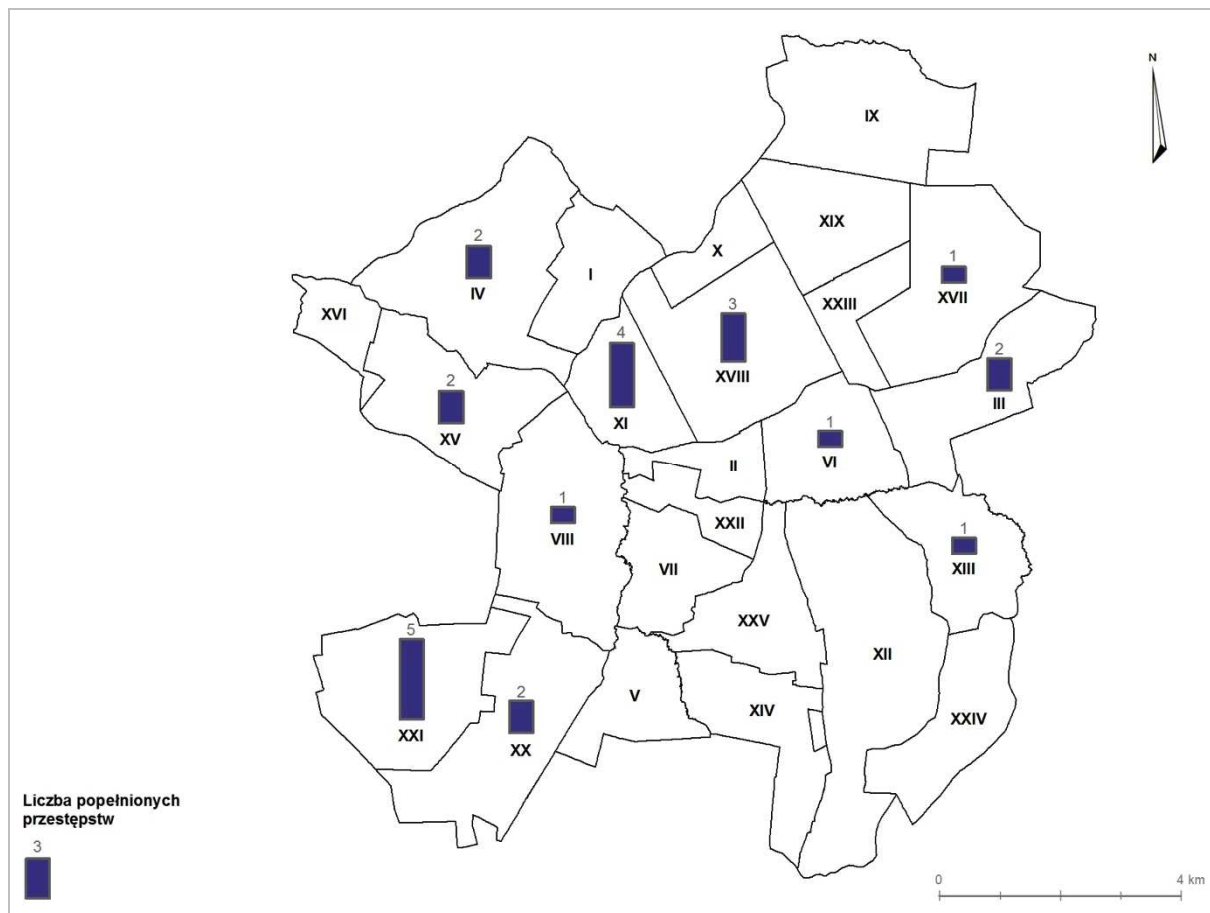 N
IX
XIX
X
I
2
IV
1
XVII
XXIII
XVI
3
XVIII
4
XI
2
III
2
XV
1
VI
II
1
VIII
XXII
1
XIII
VII
XXV
XII
5
XXI
V
2
XX
XIV
XXIV
Liczba popełnionych
przestępstw
3
0 4 km